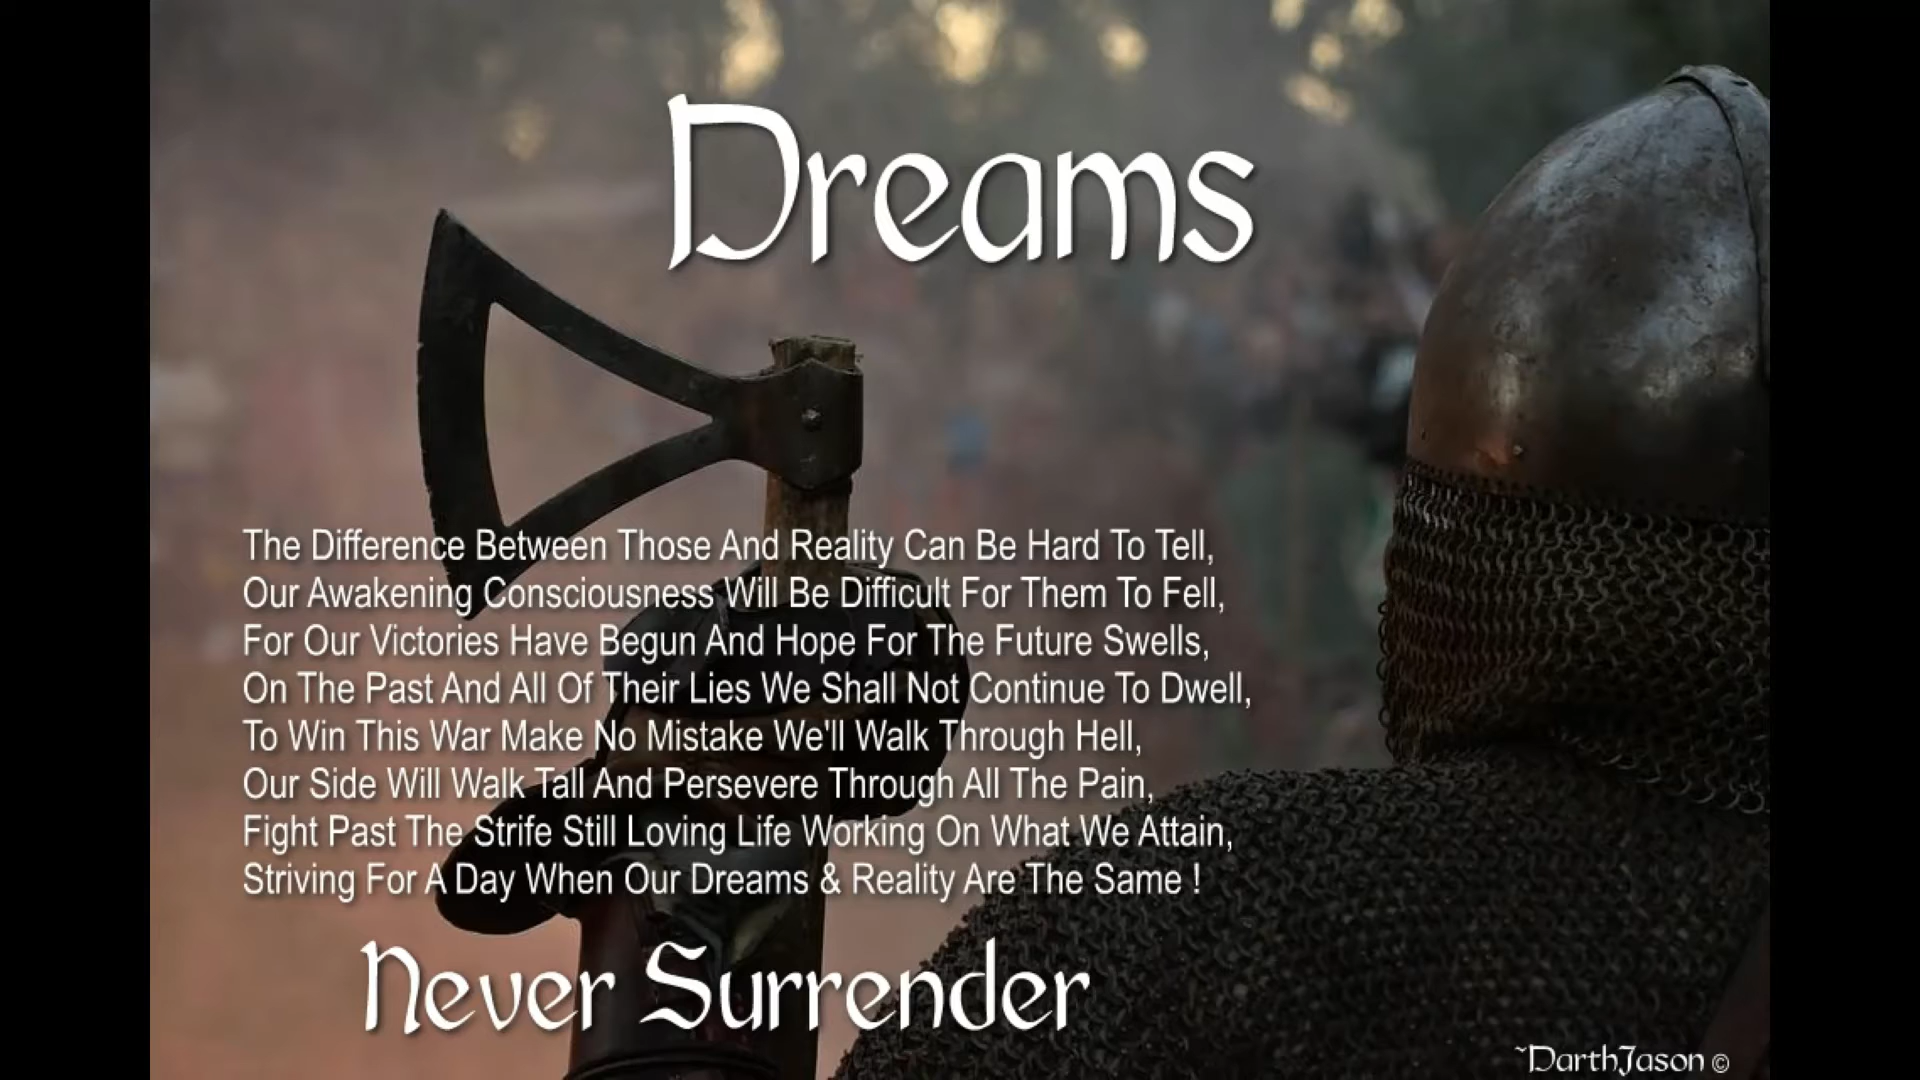 Dreams
The Difference Between Those And Reality Can Be Hard To Tell,
Our Awakening Consciousness Will Be Difficult For Them To Fell,
For Our Victories Have Begun And Hope For The Future Swells,
On The Past And All Of Their Lies We Shall Not Continue To Dwell,
To Win This War Make No Mistake We'll Walk Through Hell,
Our Side Will Walk Tall And Persevere Through All The Pain,
Fight Past The Strife Still Loving Life Working On What We Attain,
Striving For A Day When Our Dreams & Reality Are The Same !
Never Surrender
~DarthJason ©